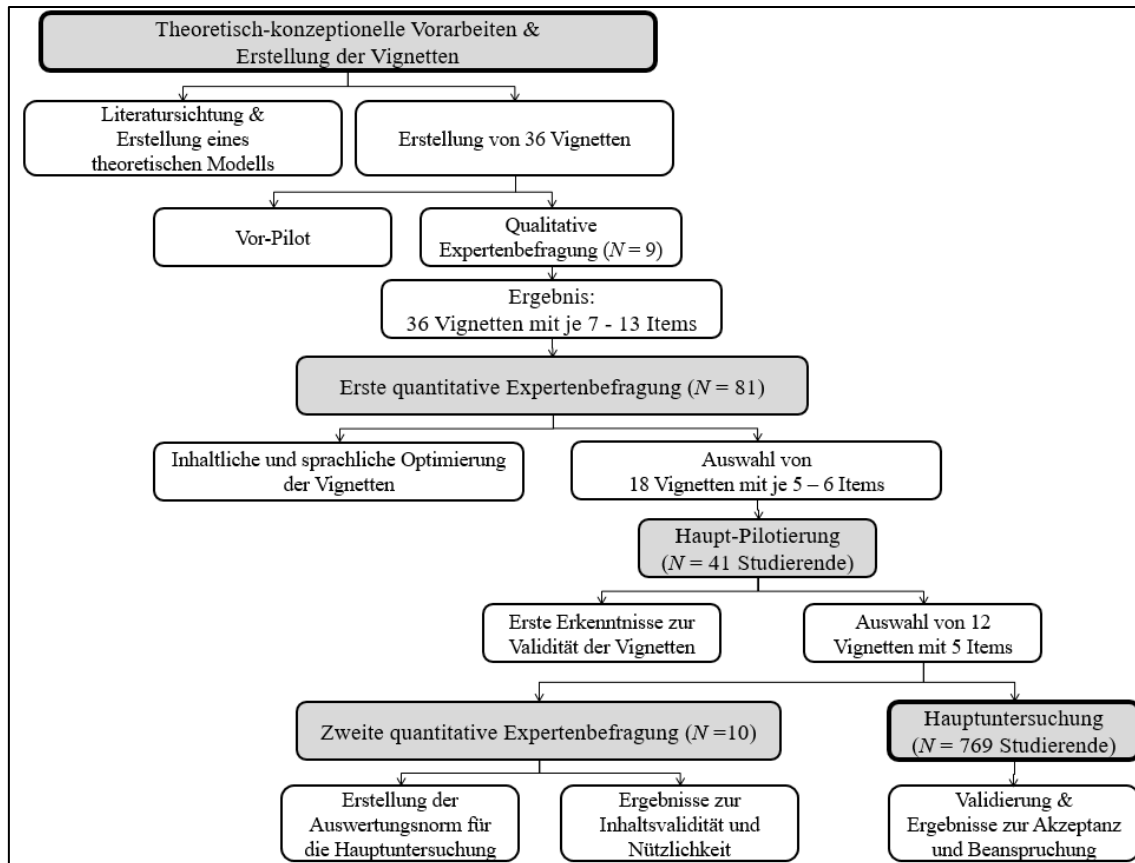 Theoretisch-konzeptionelle Vorarbeiten &
Erstellung der Vignetten
Literatursichtung &
Erstellung eines
theoretischen Modells
Erstellung von 36 Vignetten
Vor-Pilot
Qualitative
Expertenbefragung (N = 9)
Ergebnis:
36 Vignetten mit je 7 - 13 Items
Erste quantitative Expertenbefragung (N = 81)
Inhaltliche und sprachliche Optimierung
der Vignetten
Auswahl von
18 Vignetten mit je 5 – 6 Items
Haupt-Pilotierung
(N = 41 Studierende)
Erste Erkenntnisse zur
Validität der Vignetten
Auswahl von 12
Vignetten mit 5 Items
Zweite quantitative Expertenbefragung (N =10)
Hauptuntersuchung
(N = 769 Studierende)
Erstellung der
Auswertungsnorm für
die Hauptuntersuchung
Ergebnisse zur
Inhaltsvalidität und
Nützlichkeit
Validierung &
Ergebnisse zur Akzeptanz
und Beanspruchung